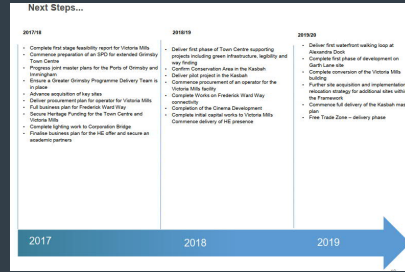 Next Steps...
2017/18
- Complete first stage feasibility report for Victoria Mills
- Commence preparation of an SPD for extended Grimsby
Town Centre
- Progress joint master plans for the Ports of Grimsby and
Immingham
- Ensure a Greater Grimsby Programme Delivery Team is
in place
- Advance acquisition of key sites
- Deliver procurement plan for operator for Victoria Mills
- Full business plan for Frederick Ward Way
- Secure Heritage Funding for the Town Centre and
Victoria Mills
- Complete lighting work to Corporation Bridge
- Finalise business plan for the HE offer and secure an
academic partners
2018/19
- Deliver first phase of Town Centre supporting
projects including green infrastructure, legibility and
way finding
- Confirm Conservation Area in the Kasbah
- Deliver pilot project in the Kasbah
- Commence procurement of an operator for the
Victoria Mills facility
- Complete Works on Frederick Ward Way
connectivity
- Completion of the Cinema Development
- Complete initial capital works to Victoria Mills
Commence delivery of HE presence
2019/20
- Deliver first waterfront walking loop at
Alexandra Dock
- Complete first phase of development on
Garth Lane site
- Complete conversion of the Victoria Mills
building
- Further site acquisition and implementation
relocation strategy for additional sites within
the Framework
- Commence full delivery of the Kasbah mas
plan
- Free Trade Zone – delivery phase
2017
2018
2019